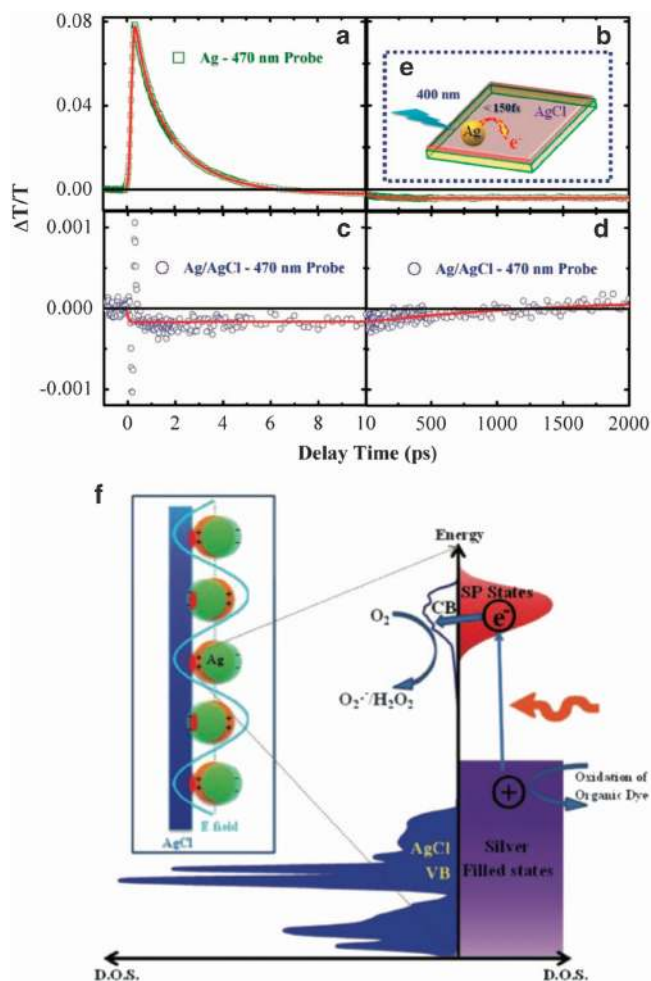 0.08
a
b
Ag - 470 nm Probe
e
400 nm
< 150fs
AgCl
Ag
e-
0.04
0.00
ΔT/T
0.001
c
d
Ag/AgCl - 470 nm Probe
Ag/AgCl - 470 nm Probe
0.000
-0.001
0 2 4 6 8 10 500 1000 1500 2000
Delay Time (ps)
f
Energy
SP States
CB
e-
O2
Ag
O2·-/H2O2
+
Oxidation of
Organic Dye
E field
AgCl
AgCl
VB
Silver
Filled states
D.O.S.
D.O.S.